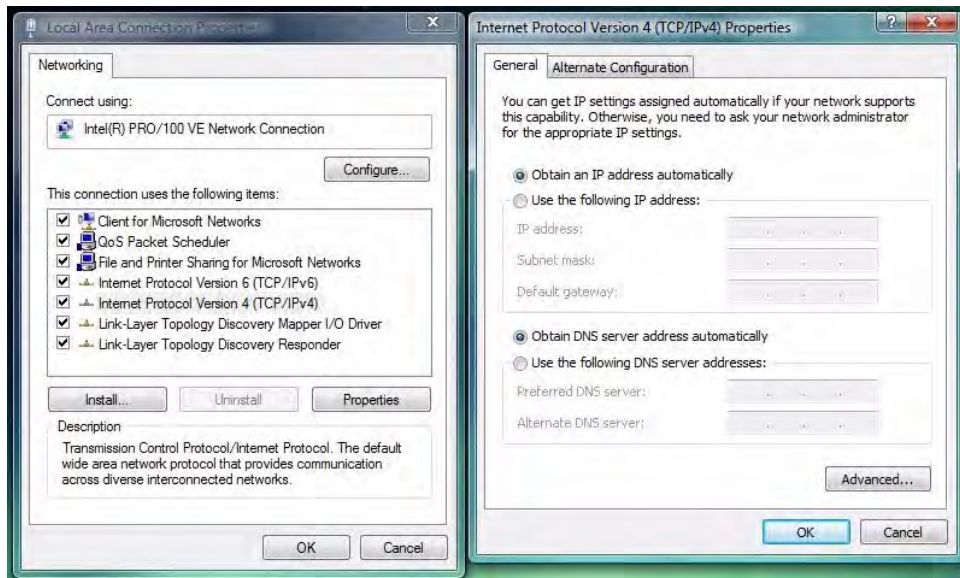 Local Area Connection Properties
Networking
Connect using:
Intel(R) PRO/100 VE Network Connection
Configure...
This connection uses the following items:
Client for Microsoft Networks
QoS Packet Scheduler
File and Printer Sharing for Microsoft Networks
Internet Protocol Version 6 (TCP/IPv6)
Internet Protocol Version 4 (TCP/IPv4)
Link-Layer Topology Discovery Mapper I/O Driver
Link-Layer Topology Discovery Responder
Install...
Uninstall
Properties
Description
Transmission Control Protocol/Internet Protocol. The default
wide area network protocol that provides communication
across diverse interconnected networks.
OK
Cancel
Internet Protocol Version 4 (TCP/IPv4) Properties
General
Alternate Configuration
You can get IP settings assigned automatically if your network supports
this capability. Otherwise, you need to ask your network administrator
for the appropriate IP settings.
Obtain an IP address automatically
Use the following IP address:
IP address:
Subnet mask:
Default gateway:
Obtain DNS server address automatically
Use the following DNS server addresses:
Preferred DNS server:
Alternate DNS server:
Advanced...
OK
Cancel